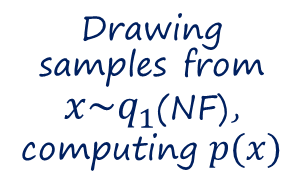 Drawing
samples from
x~q₁(NF),
computing p(x)